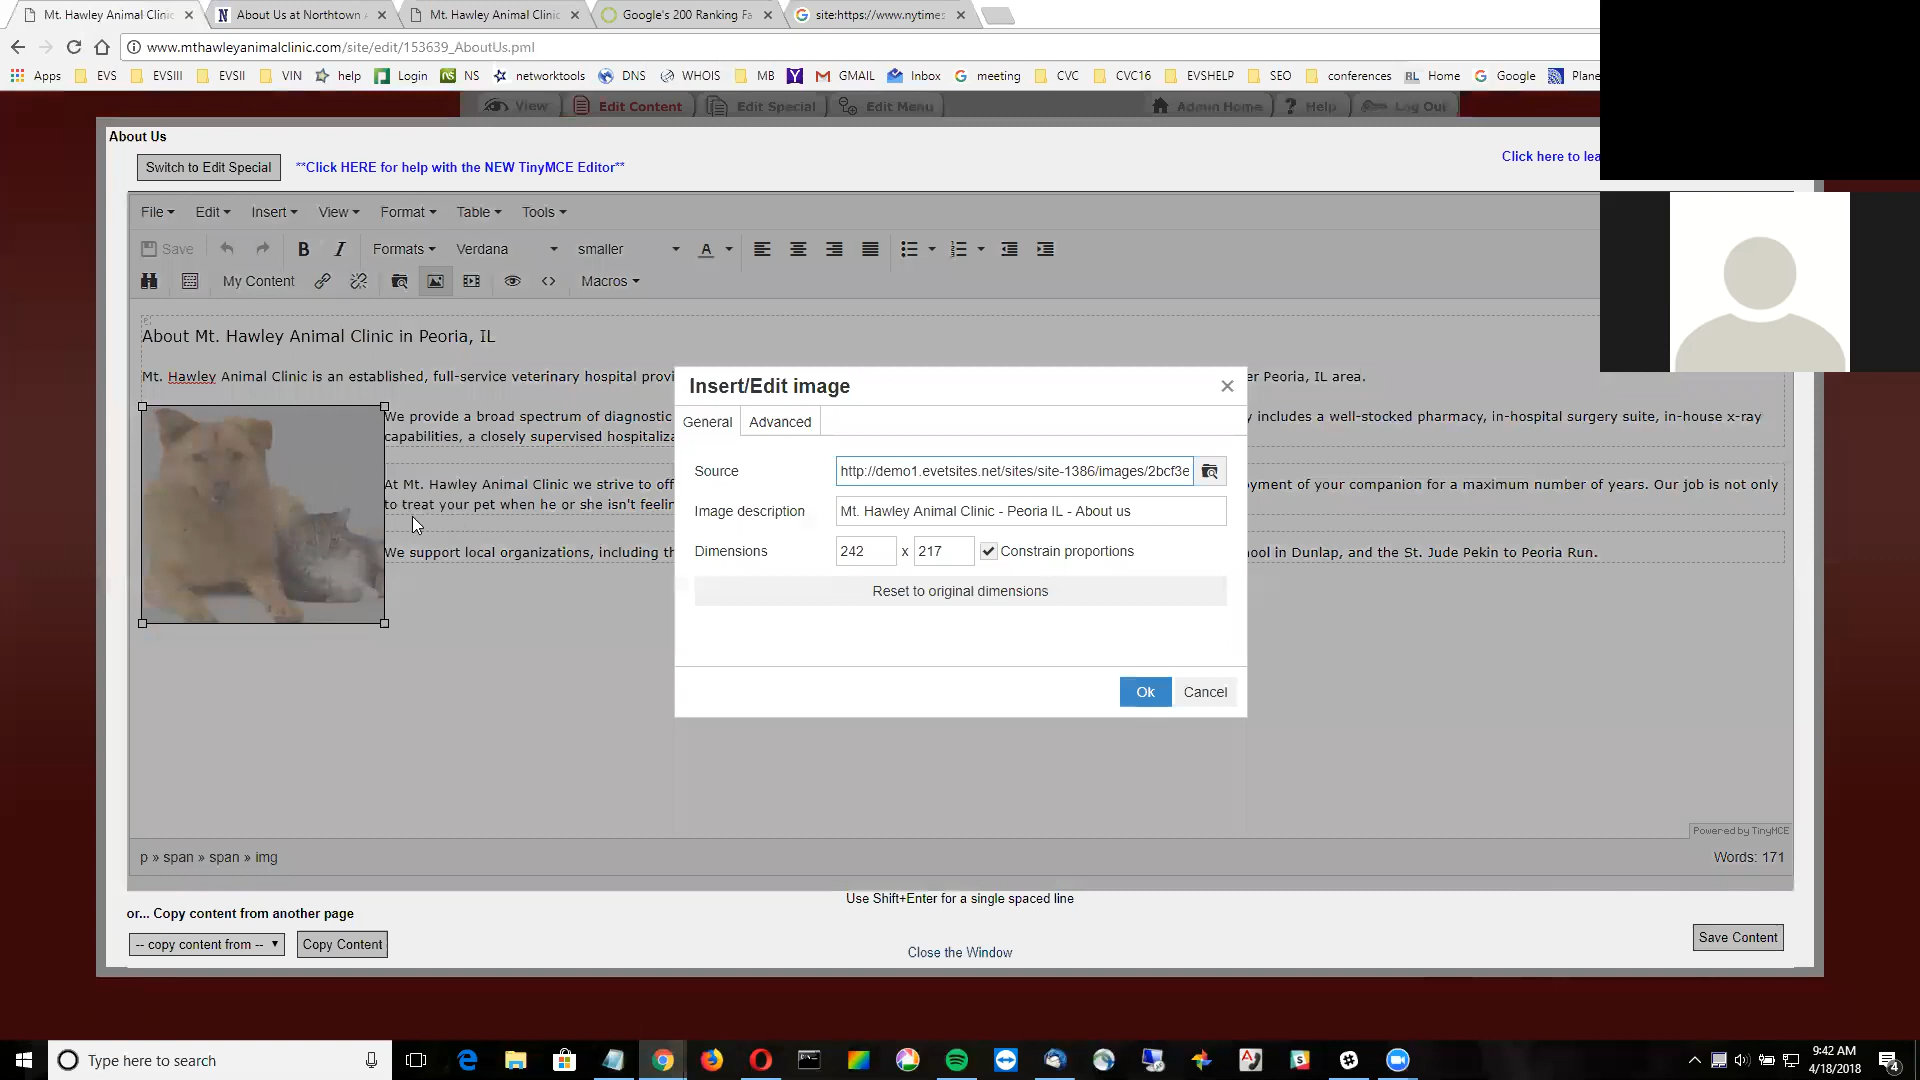 Mt. Hawley Animal Clinic
About Us at Northtown
Mt. Hawley Animal Clinic
Google's 200 Ranking Fa
site:https://www.nytimes
www.mthawleyanimalclinic.com/site/edit/153639_AboutUs.pml
Apps EVS EVSIII EVSII VIN help Login NS networktools DNS WHOIS MB GMAIL Inbox meeting CVC CVC16 EVSHELP SEO conferences RL Home Google Plane
View Edit Content Edit Special Edit Menu Admin Home ? Help Log Out
About Us
Switch to Edit Special **Click HERE for help with the NEW TinyMCE Editor** Click here to lea
File Edit Insert View Format Table Tools
Save B I Formats Verdana smaller A
My Content Macros
About Mt. Hawley Animal Clinic in Peoria, IL
Mt. Hawley Animal Clinic is an established, full-service veterinary hospital provi er Peoria, IL area.
We provide a broad spectrum of diagnostic y includes a well-stocked pharmacy, in-hospital surgery suite, in-house x-ray
capabilities, a closely supervised hospitaliza
At Mt. Hawley Animal Clinic we strive to off yment of your companion for a maximum number of years. Our job is not only
to treat your pet when he or she isn't feelin
We support local organizations, including th ool in Dunlap, and the St. Jude Pekin to Peoria Run.
Insert/Edit image
General Advanced
Source http://demo1.evetsites.net/sites/site-1386/images/2bcf3e
Image description Mt. Hawley Animal Clinic - Peoria IL - About us
Dimensions 242 x 217 Constrain proportions
Reset to original dimensions
Ok Cancel
Powered by TinyMCE
p » span » span » img Words: 171
Use Shift+Enter for a single spaced line
or... Copy content from another page
-- copy content from -- Copy Content
Save Content
Close the Window
Type here to search
9:42 AM
4/18/2018
4